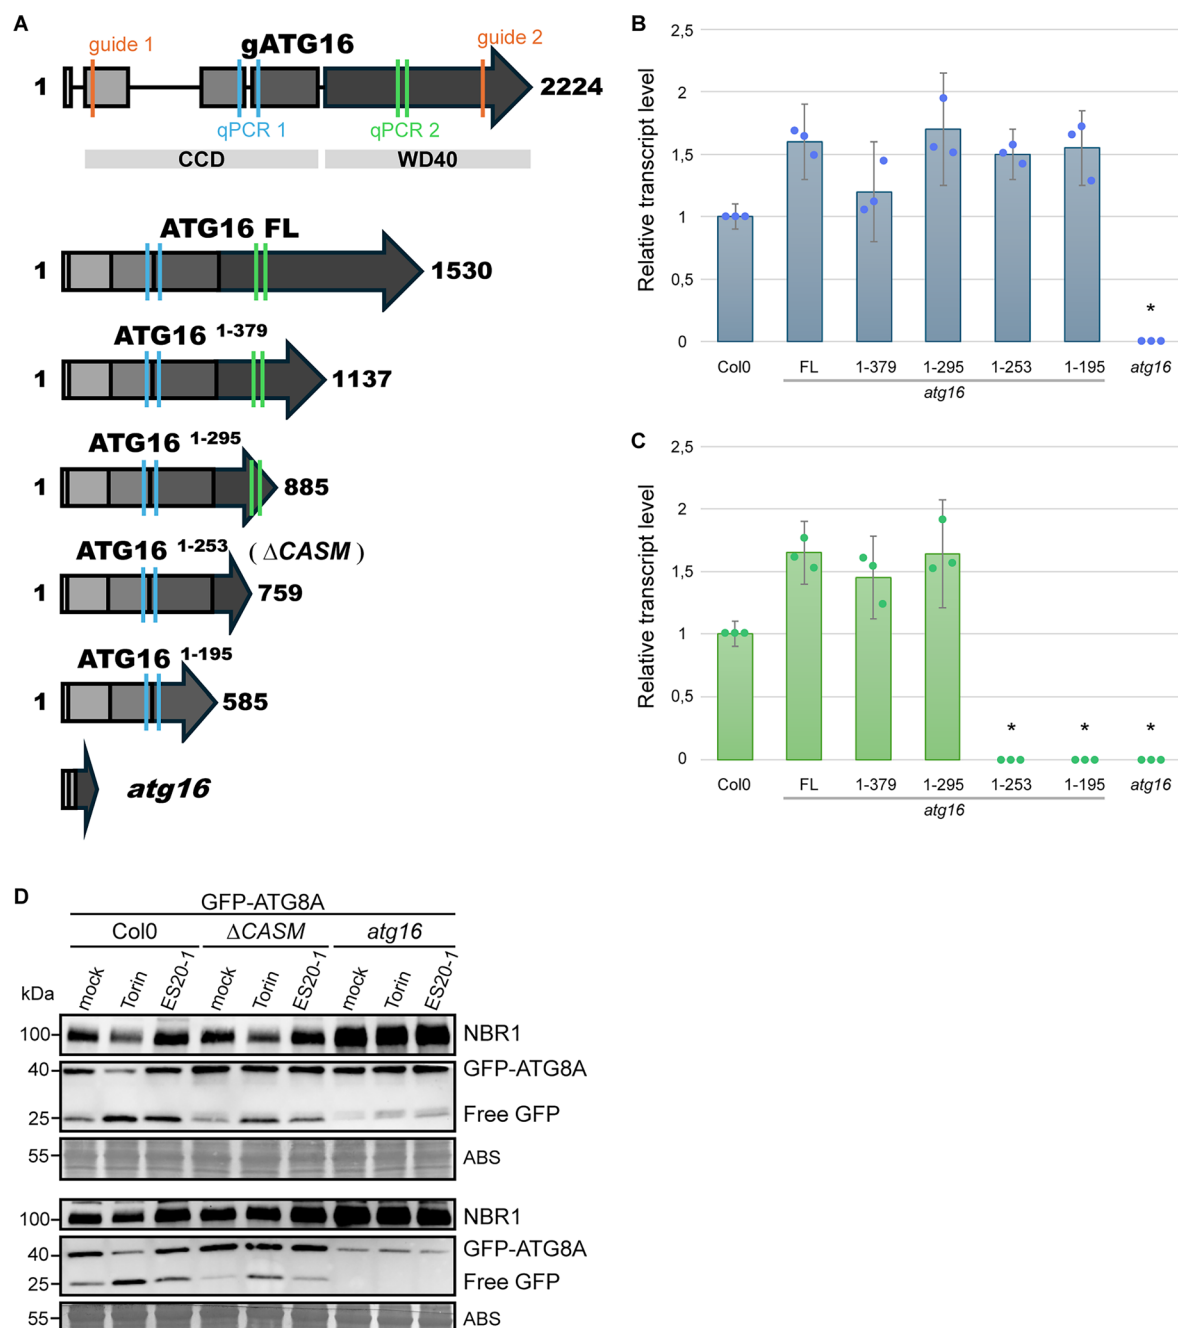 A
guide 1
gATG16
guide 2
1
2224
qPCR 1
qPCR 2
CCD
WD40
ATG16 FL
1
1530
ATG16 1-379
1
1137
ATG16 1-295
1
885
ATG16 1-253 (ΔCASM)
1
759
ATG16 1-195
1
585
atg16
B
Relative transcript level
2,5
2
1,5
1
0,5
0
*
Col0 FL 1-379 1-295 1-253 1-195 atg16
atg16
C
Relative transcript level
2,5
2
1,5
1
0,5
0
* * *
Col0 FL 1-379 1-295 1-253 1-195 atg16
atg16
D
GFP-ATG8A
Col0 ΔCASM atg16
kDa mock Torin ES20-1 mock Torin ES20-1 mock Torin ES20-1
100 NBR1
40 GFP-ATG8A
25 Free GFP
55 ABS
100 NBR1
40 GFP-ATG8A
25 Free GFP
55 ABS